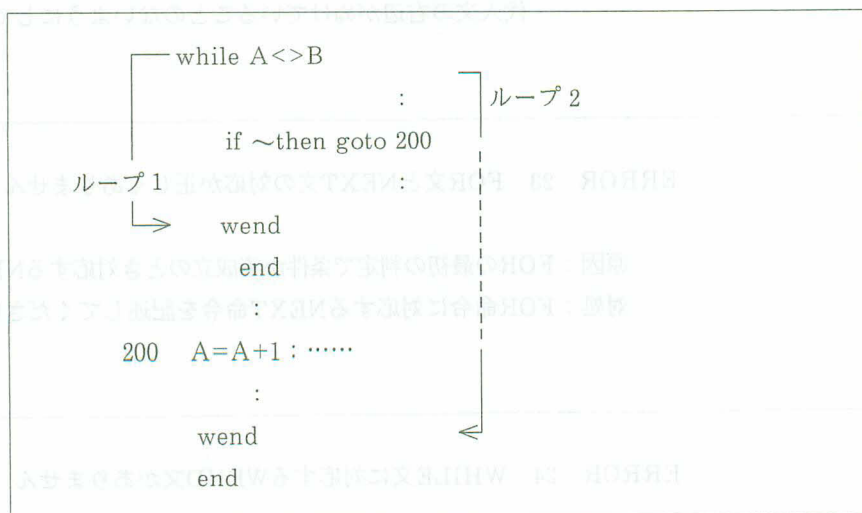 while A<>B
: ループ 2
if ～then goto 200
ループ 1 :
wend
end
:
200 A=A+1：……
:
wend
end